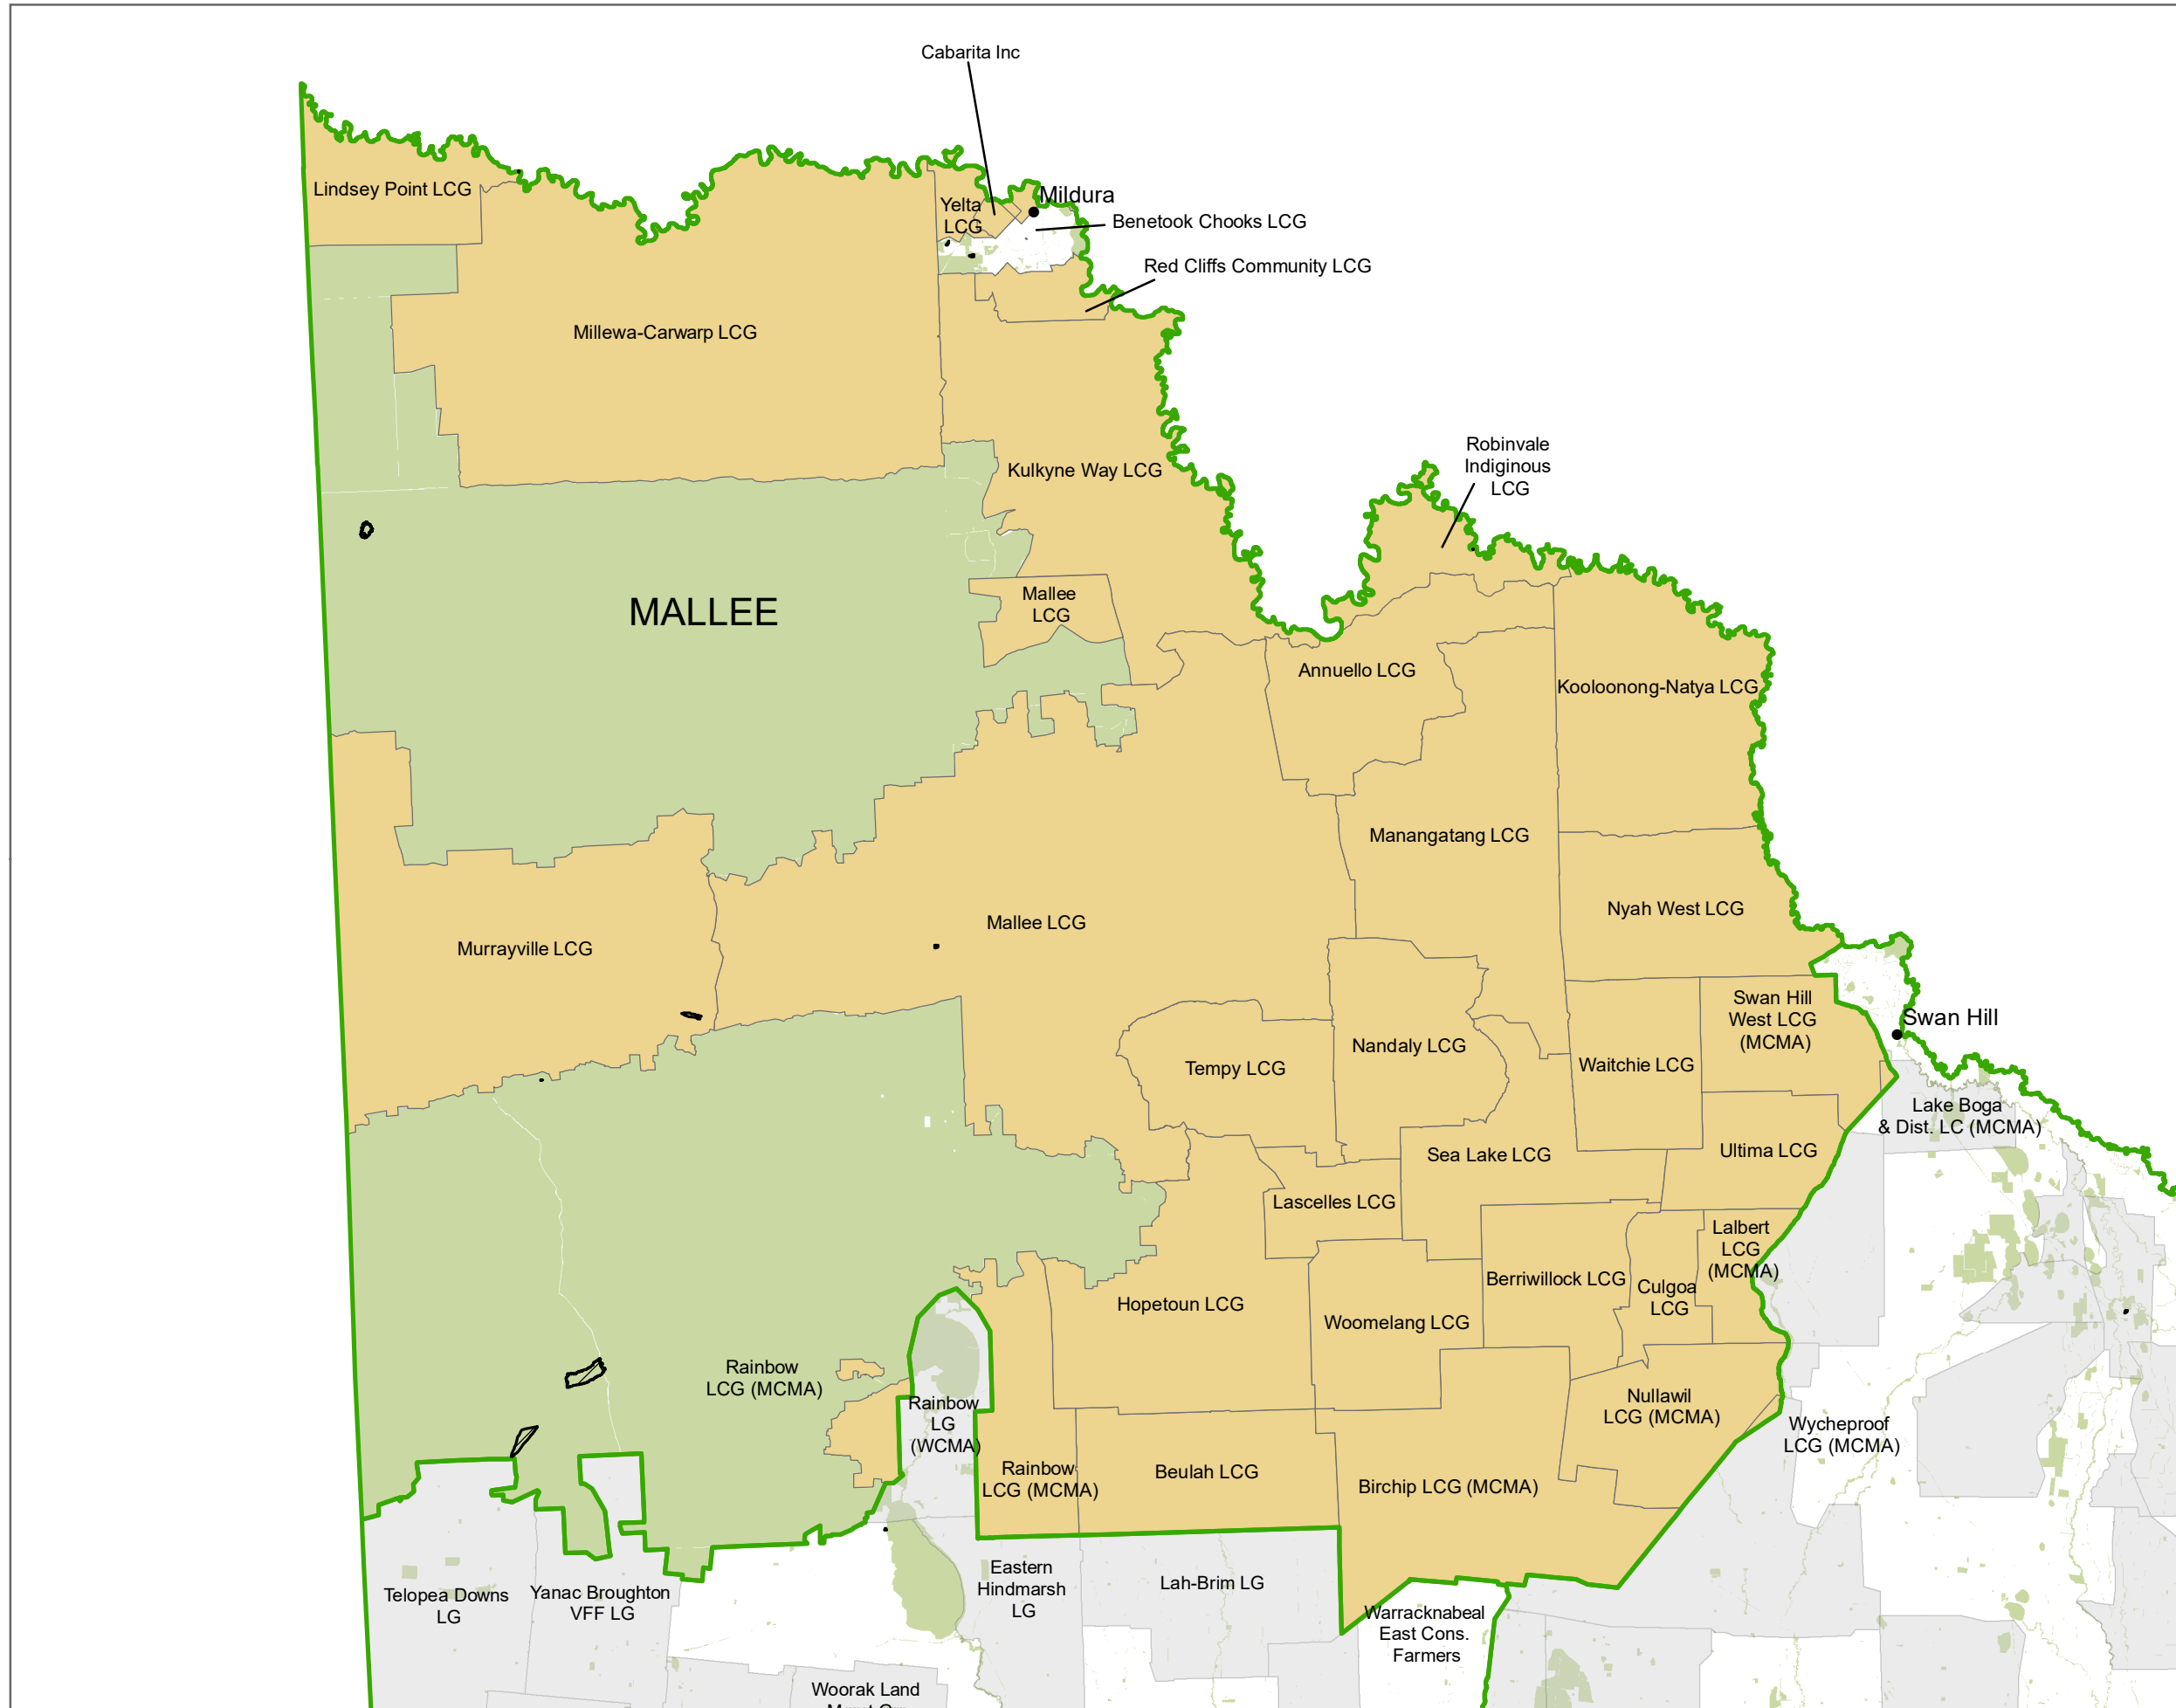 Cabarita Inc
Lindsey Point LCG
Mildura
Yelta
LCG
Benetook Chooks LCG
Red Cliffs Community LCG
Millewa-Carwarp LCG
Robinvale
Indiginous
LCG
Kulkyne Way LCG
MALLEE
Mallee
LCG
Annuello LCG
Kooloonong-Natya LCG
Manangatang LCG
Nyah West LCG
Mallee LCG
Murrayville LCG
Swan Hill
West LCG
(MCMA)
Swan Hill
Nandaly LCG
Tempy LCG
Waitchie LCG
Lake Boga
& Dist. LC (MCMA)
Sea Lake LCG
Ultima LCG
Lascelles LCG
Lalbert
LCG
(MCMA)
Berriwillock LCG
Culgoa
LCG
Hopetoun LCG
Woomelang LCG
Rainbow
LCG (MCMA)
Rainbow
LG
(WCMA)
Nullawil
LCG (MCMA)
Wycheproof
LCG (MCMA)
Rainbow
LCG (MCMA)
Beulah LCG
Birchip LCG (MCMA)
Telopea Downs
LG
Yanac Broughton
VFF LG
Eastern
Hindmarsh
LG
Lah-Brim LG
Warracknabeal
East Cons.
Farmers
Woorak Land